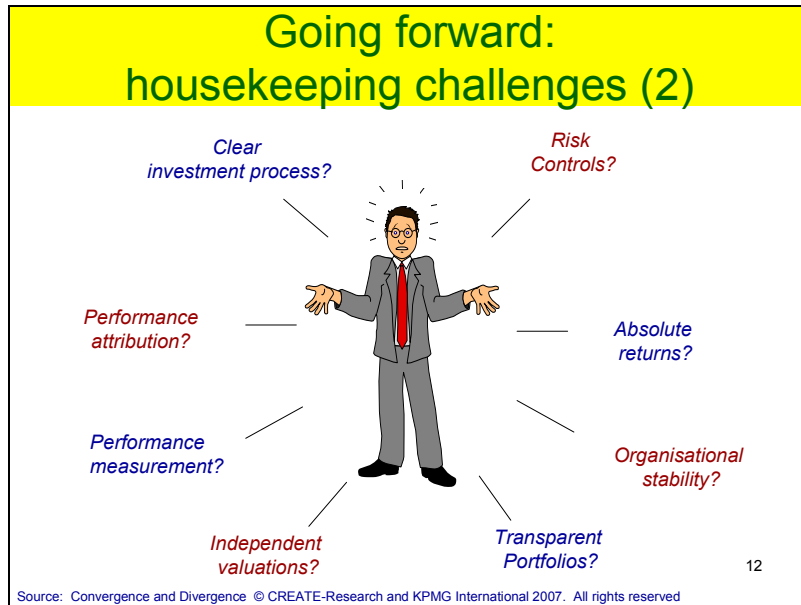 Going forward:
housekeeping challenges (2)
Clear
investment process?
Risk
Controls?
Performance
attribution?
Absolute
returns?
Performance
measurement?
Organisational
stability?
Independent
valuations?
Transparent
Portfolios?
12
Source: Convergence and Divergence © CREATE-Research and KPMG International 2007. All rights reserved